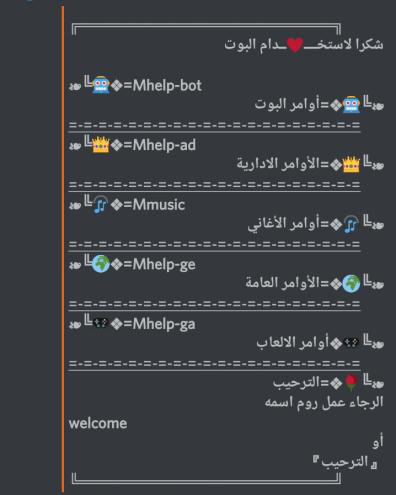 ╔═══════════════════╗
شكرا لاستخـــ❤ـدام البوت

❧ ╚🤖❖=Mhelp-bot
❧╚🤖❖=أوامر البوت
=-=-=-=-=-=-=-=-=-=-=-=-=-=-=-=-=-=-=-=
❧ ╚👑❖=Mhelp-ad
❧╚👑❖=الأوامر الادارية
=-=-=-=-=-=-=-=-=-=-=-=-=-=-=-=-=-=-=-=
❧ ╚🎧❖=Mmusic
❧╚🎧❖=أوامر الأغاني
=-=-=-=-=-=-=-=-=-=-=-=-=-=-=-=-=-=-=-=
❧ ╚🌍❖=Mhelp-ge
❧╚🌍❖=الأوامر العامة
=-=-=-=-=-=-=-=-=-=-=-=-=-=-=-=-=-=-=-=
❧ ╚🎮❖=Mhelp-ga
❧╚🎮❖أوامر الالعاب
=-=-=-=-=-=-=-=-=-=-=-=-=-=-=-=-=-=-=-=
❧╚🌹❖=الترحيب
الرجاء عمل روم اسمه
welcome
أو
『الترحيب』
╚═══════════════════╝